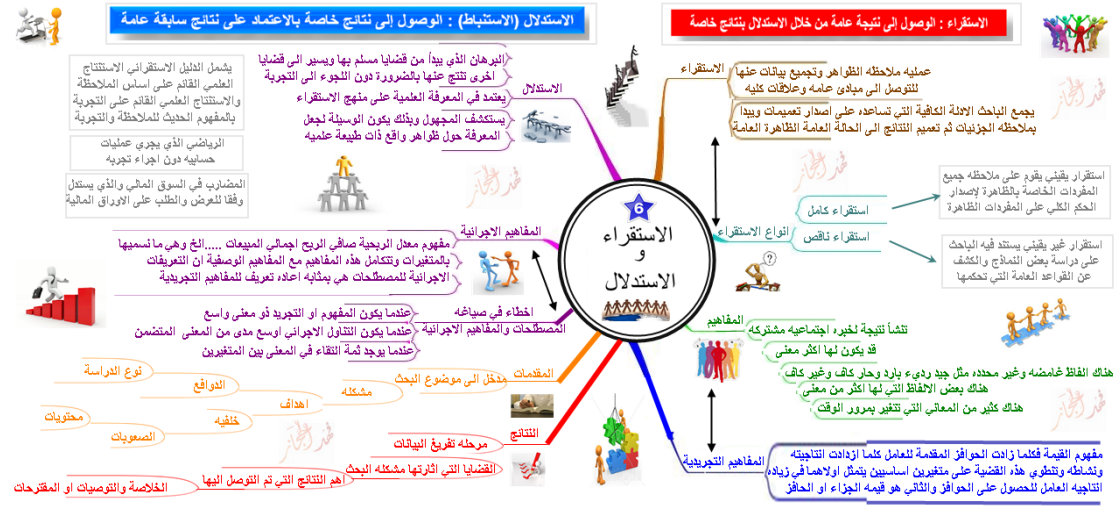 الاستقراء : الوصول إلى نتيجة عامة من خلال الاستدلال بنتائج خاصة
الاستدلال (الاستنباط) : الوصول إلى نتائج خاصة بالاعتماد على نتائج سابقة عامة
6
الاستقراء
و
الاستدلال
الاستقراء
عمليه ملاحظه الظواهر وتجميع بيانات عنها
للتوصل الى مبادئ عامه وعلاقات كليه
يجمع الباحث الادلة الكافية التي تساعده على اصدار تعميمات ويبدا
بملاحظه الجزئيات ثم تعميم النتائج الى الحالة العامة الظاهرة العامة
انواع الاستقراء
استقراء كامل
استقرار يقيني يقوم على ملاحظه جميع
المفردات الخاصة بالظاهرة لإصدار
الحكم الكلي على المفردات الظاهرة
استقراء ناقص
استقرار غير يقيني يستند فيه الباحث
على دراسة بعض النماذج والكشف
عن القواعد العامة التي تحكمها
المفاهيم
تنشأ نتيجة لخبره اجتماعيه مشتركه
قد يكون لها اكثر معنى
هناك الفاظ غامضه وغير محدده مثل جيد رديء بارد وحار كاف وغير كاف
هناك بعض الالفاظ التي لها اكثر من معنى
هناك كثير من المعاني التي تتغير بمرور الوقت
المفاهيم التجريدية
مفهوم القيمة فكلما زادت الحوافز المقدمة للعامل كلما ازدادت انتاجيته
ونشاطه وتنطوي هذه القضية على متغيرين اساسيين يتمثل اولاهما في زياده
انتاجيه العامل للحصول على الحوافز والثاني هو قيمه الجزاء او الحافز
الاستدلال
البرهان الذي يبدأ من قضايا مسلم بها ويسير الى قضايا
اخرى تنتج عنها بالضرورة دون اللجوء الى التجربة
يعتمد في المعرفة العلمية على منهج الاستقراء
يستكشف المجهول وبذلك يكون الوسيلة لجعل
المعرفة حول ظواهر واقع ذات طبيعة علميه
يشمل الدليل الاستقرائي الاستنتاج
العلمي القائم على اساس الملاحظة
والاستنتاج العلمي القائم على التجربة
بالمفهوم الحديث للملاحظة والتجربة
الرياضي الذي يجري عمليات
حسابيه دون اجراء تجربه
المضارب في السوق المالي والذي يستدل
وفقا للعرض والطلب على الاوراق المالية
المفاهيم الاجرائية
مفهوم معدل الربحية صافي الربح اجمالي المبيعات .....الخ وهي ما نسميها
بالمتغيرات وتتكامل هذه المفاهيم مع المفاهيم الوصفية ان التعريفات
الاجرائية للمصطلحات هي بمثابه اعاده تعريف للمفاهيم التجريدية
اخطاء في صياغه
المصطلحات والمفاهيم الاجرائية
عندما يكون المفهوم او التجريد ذو معنى واسع
عندما يكون التناول الاجرائي اوسع مدى من المعنى المتضمن
عندما يوجد ثمة التقاء في المعنى بين المتغيرين
المقدمات
مدخل الى موضوع البحث
مشكله
اهداف
الدوافع
نوع الدراسة
خلفيه
الصعوبات
محتويات
النتائج
مرحله تفريغ البيانات
القضايا التي اثارتها مشكله البحث
اهم النتائج التي تم التوصل اليها
الخلاصة والتوصيات او المقترحات